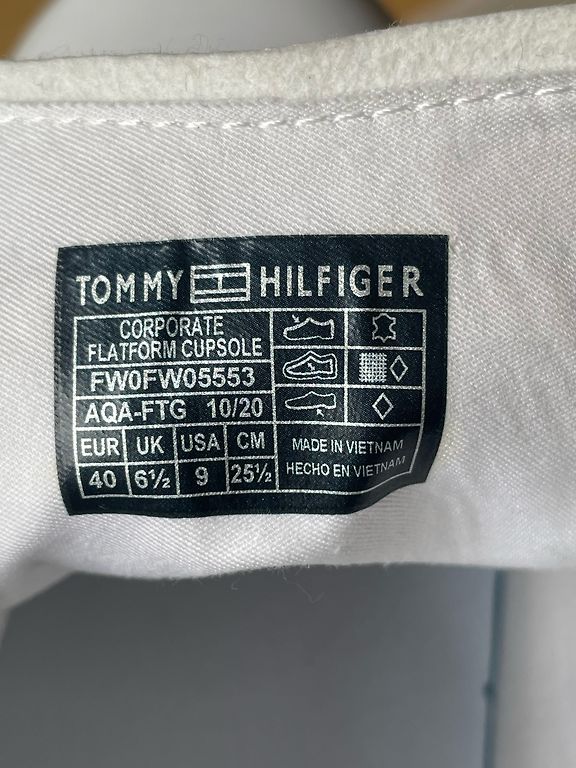 TOMMY HILFIGER
CORPORATE
FLATFORM CUPSOLE
FW0FW05553
AQA-FTG 10/20
EUR UK USA CM
40 6½ 9 25½
MADE IN VIETNAM
HECHO EN VIETNAM